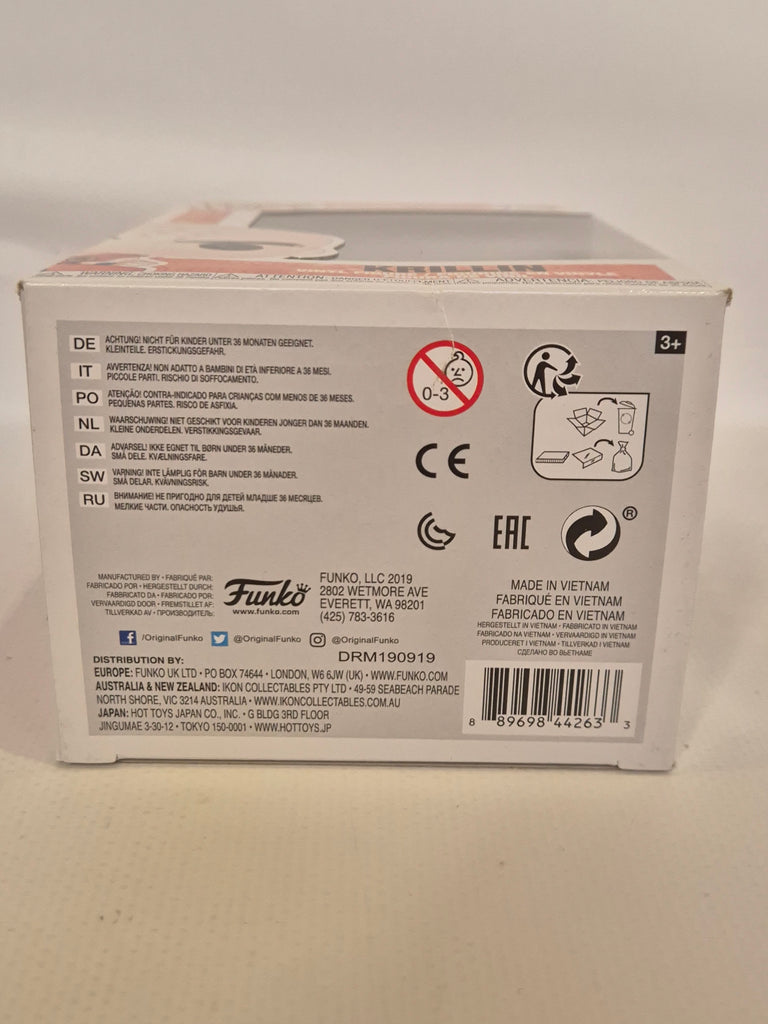 KRILLIN
WARNING: CHOKING HAZARD
ATTENTION:
ADVERTENCIA:
3+
DE ACHTUNG! NICHT FÜR KINDER UNTER 36 MONATEN GEEIGNET.
KLEINTEILE. ERSTICKUNGSGEFAHR.
IT AVVERTENZA! NON ADATTO A BAMBINI DI ETÀ INFERIORE A 36 MESI.
PICCOLE PARTI. RISCHIO DI SOFFOCAMENTO.
PO ATENÇÃO! CONTRA-INDICADO PARA CRIANÇAS COM MENOS DE 36 MESES.
PEQUENAS PARTES. RISCO DE ASFIXIA.
NL WAARSCHUWING! NIET GESCHIKT VOOR KINDEREN JONGER DAN 36 MAANDEN.
KLEINE ONDERDELEN. VERSTIKKINGSGEVAAR.
DA ADVARSEL! IKKE EGNET TIL BØRN UNDER 36 MÅNEDER.
SMÅ DELE. KVÆLNINGSFARE.
SW VARNING! INTE LÄMPLIG FÖR BARN UNDER 36 MÅNADER.
SMÅ DELAR. KVÄVNINGSRISK.
RU ВНИМАНИЕ! НЕ ПРИГОДНО ДЛЯ ДЕТЕЙ МЛАДШЕ 36 МЕСЯЦЕВ.
МЕЛКИЕ ЧАСТИ. ОПАСНОСТЬ УДУШЬЯ.
0-3
CE
EAC
®
MANUFACTURED BY • FABRIQUÉ PAR:
FABRICADO POR • HERGESTELLT DURCH:
FABBRICATO DA • FABRICADO POR:
VERVAARDIGD DOOR • FREMSTILLET AF:
TILLVERKAD AV • ПРОИЗВОДИТЕЛЬ:
Funko
www.funko.com
FUNKO, LLC 2019
2802 WETMORE AVE
EVERETT, WA 98201
(425) 783-3616
/OriginalFunko @OriginalFunko @OriginalFunko
DRM190919
DISTRIBUTION BY:
EUROPE: FUNKO UK LTD • PO BOX 74644 • LONDON, W6 6JW (UK) • WWW.FUNKO.COM
AUSTRALIA & NEW ZEALAND: IKON COLLECTABLES PTY LTD • 49-59 SEABEACH PARADE
NORTH SHORE, VIC 3214 AUSTRALIA • WWW.IKONCOLLECTABLES.COM.AU
JAPAN: HOT TOYS JAPAN CO., INC. • G BLDG 3RD FLOOR
JINGUMAE 3-30-12 • TOKYO 150-0001 • WWW.HOTTOYS.JP
MADE IN VIETNAM
FABRIQUÉ EN VIETNAM
FABRICADO EN VIETNAM
HERGESTELLT IN VIETNAM • FABBRICATO IN VIETNAM
FABRICADO NA VIETNAM • VERVAARDIGD IN VIETNAM
PRODUCERET I VIETNAM • TILLVERKAD I VIETNAM
СДЕЛАНО ВО ВЬЕТНАМЕ
8 89698 44263 3